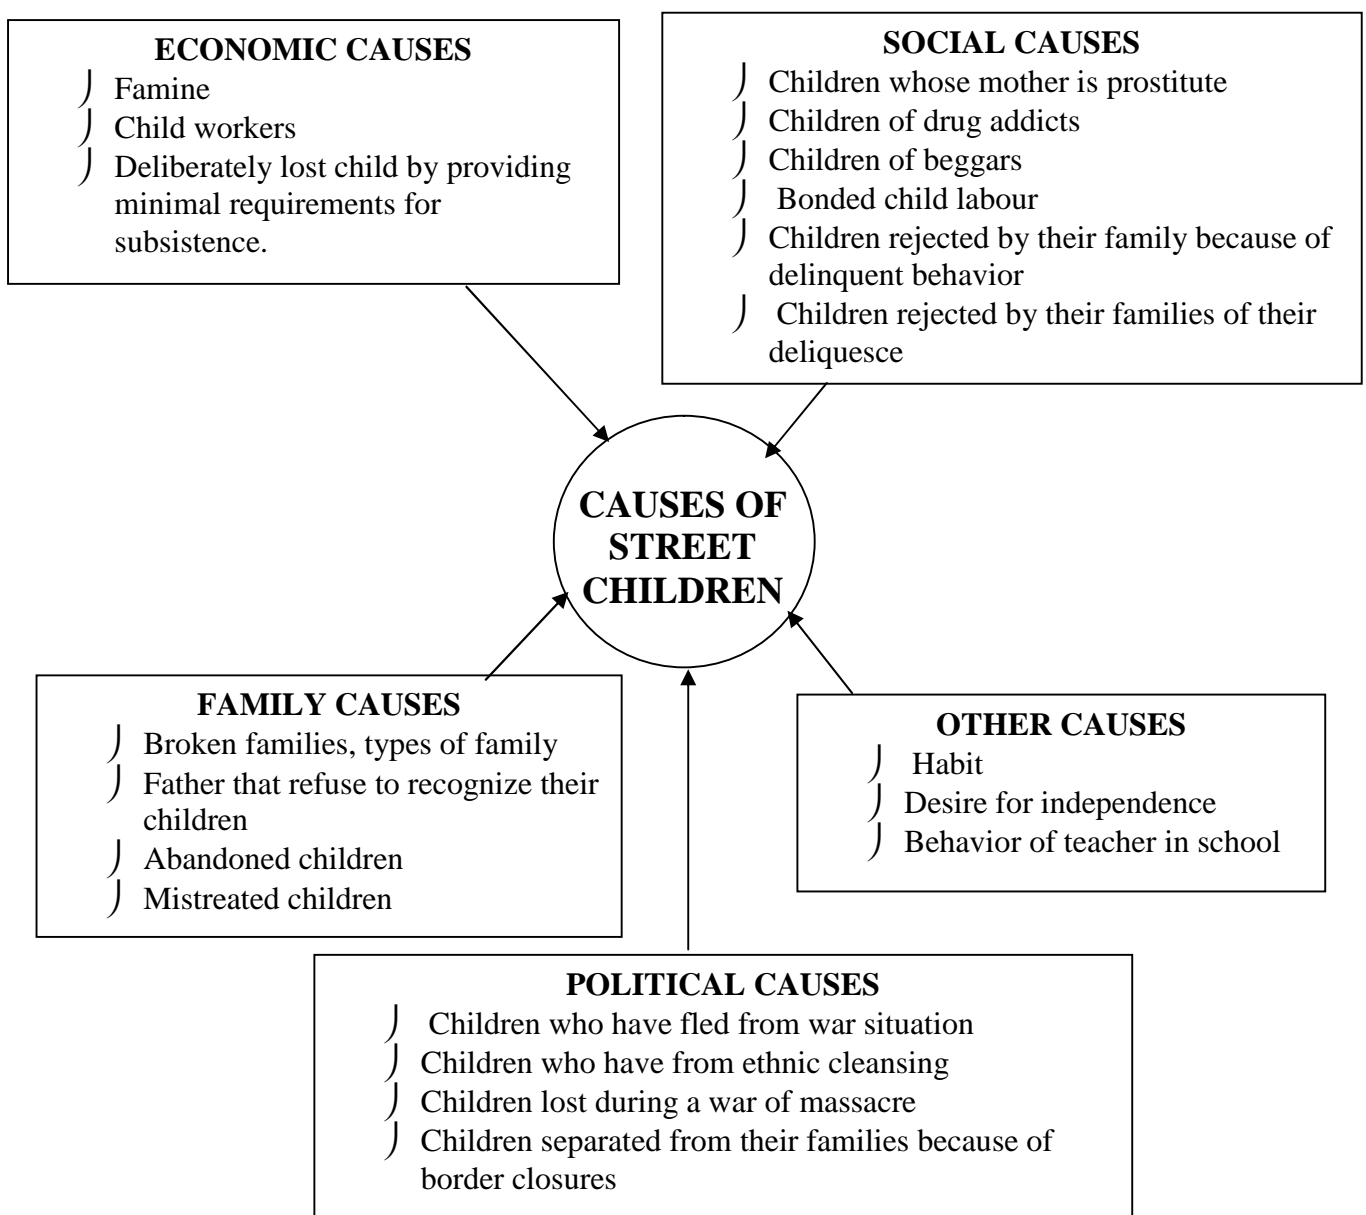 ECONOMIC CAUSES
Famine
Child workers
Deliberately lost child by providing
minimal requirements for
subsistence.
SOCIAL CAUSES
Children whose mother is prostitute
Children of drug addicts
Children of beggars
Bonded child labour
Children rejected by their family because of
delinquent behavior
Children rejected by their families of their
deliquesce
CAUSES OF
STREET
CHILDREN
FAMILY CAUSES
Broken families, types of family
Father that refuse to recognize their
children
Abandoned children
Mistreated children
OTHER CAUSES
Habit
Desire for independence
Behavior of teacher in school
POLITICAL CAUSES
Children who have fled from war situation
Children who have from ethnic cleansing
Children lost during a war of massacre
Children separated from their families because of
border closures